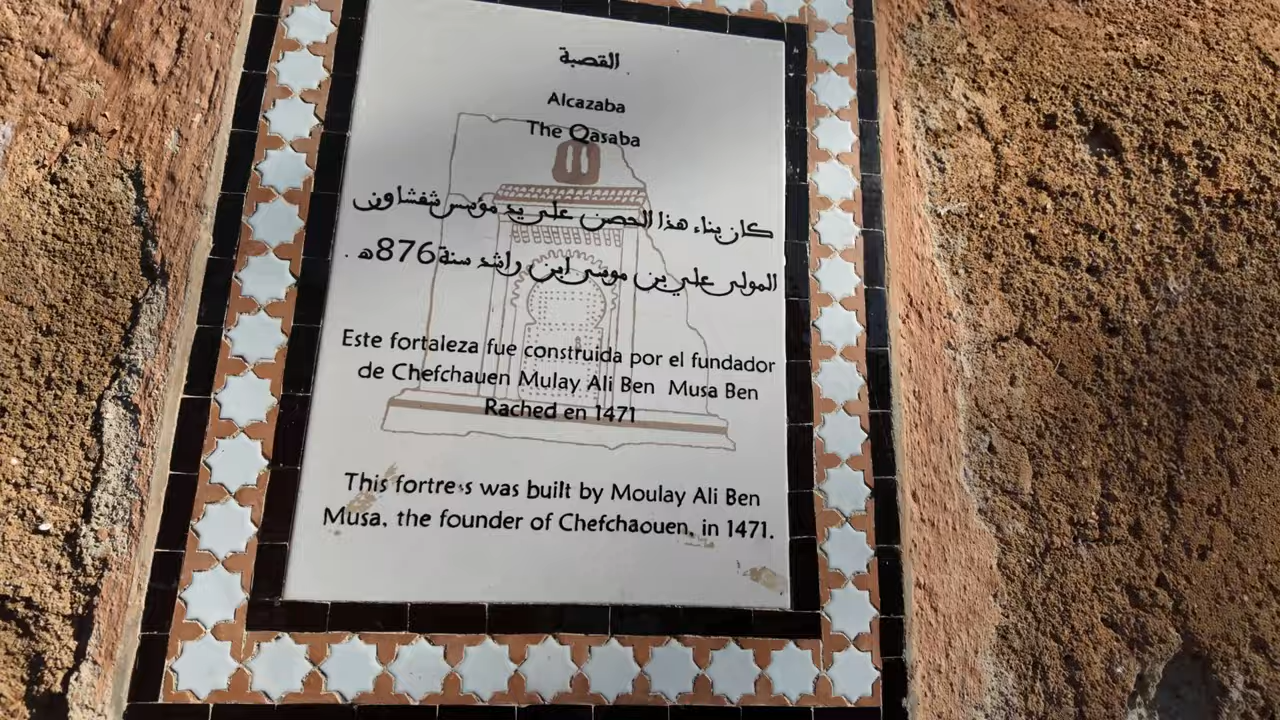 القصبة
Alcazaba
The Qasaba
كان بناء هذا الحصن على يد مؤسس شفشاون
المولى علي بن موسى ابن راشد سنة 876 ه .
Este fortaleza fue construida por el fundador
de Chefchauen Mulay Ali Ben Musa Ben
Rached en 1471
This fortress was built by Moulay Ali Ben
Musa, the founder of Chefchaouen, in 1471.